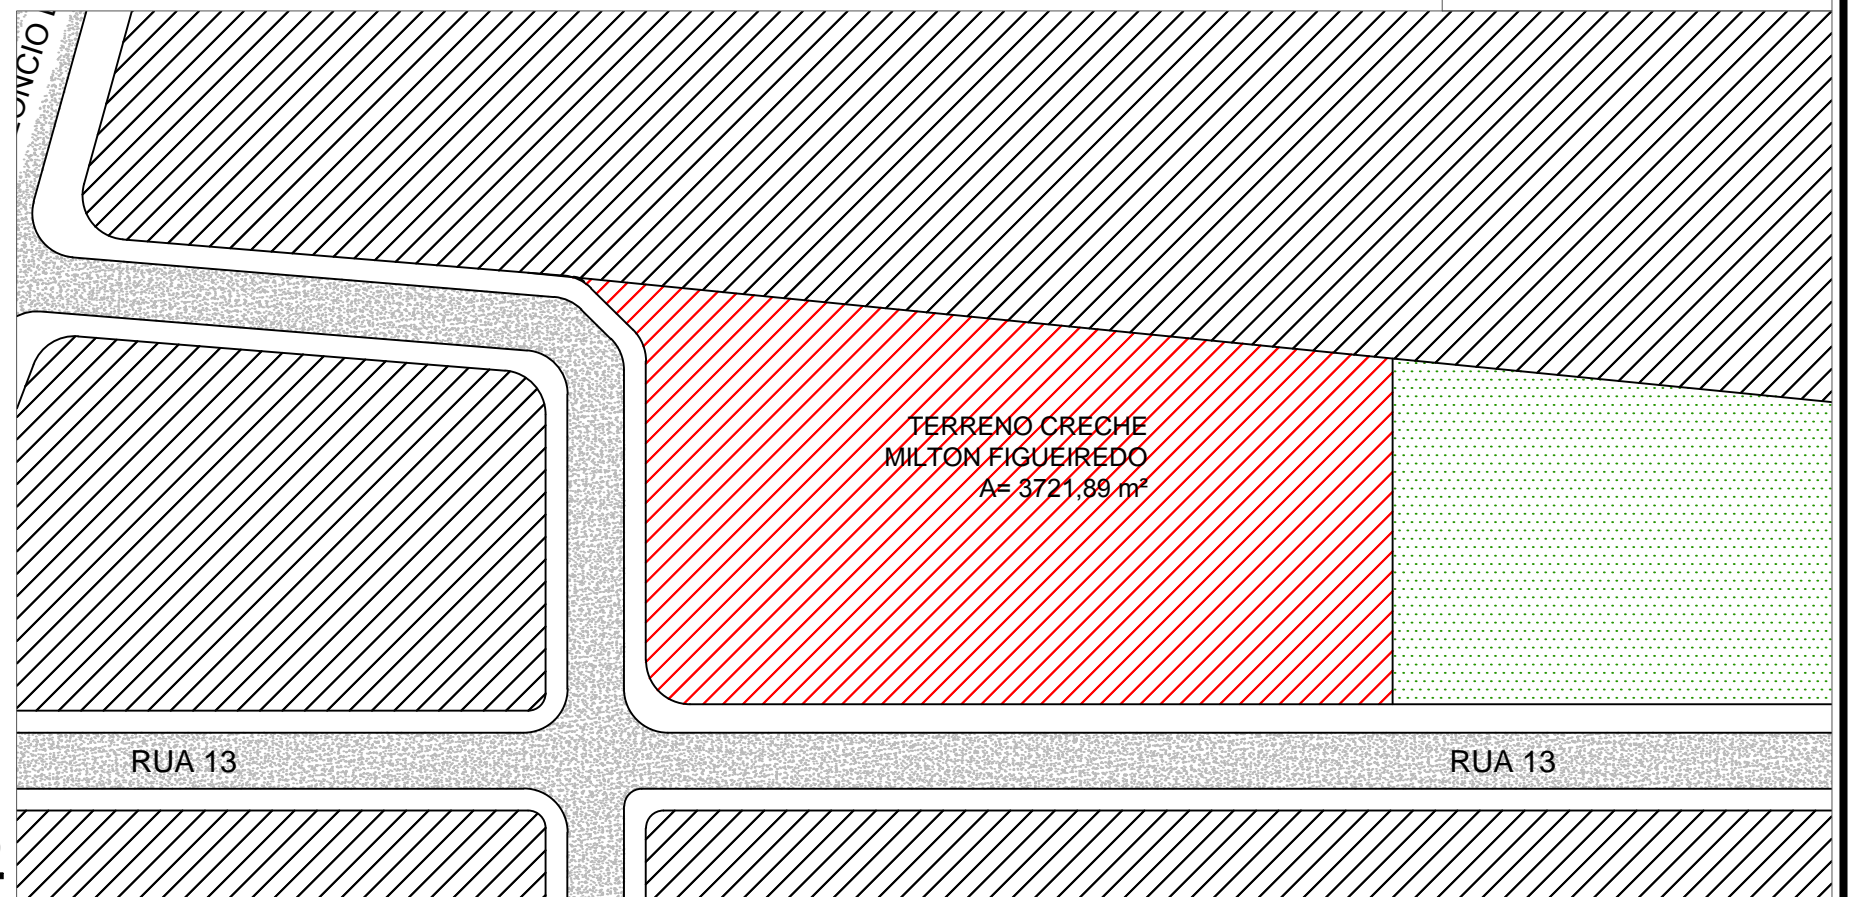 TERRENO CRECHE
MILTON FIGUEIREDO
A= 3721,89 m²
RUA 13
RUA 13